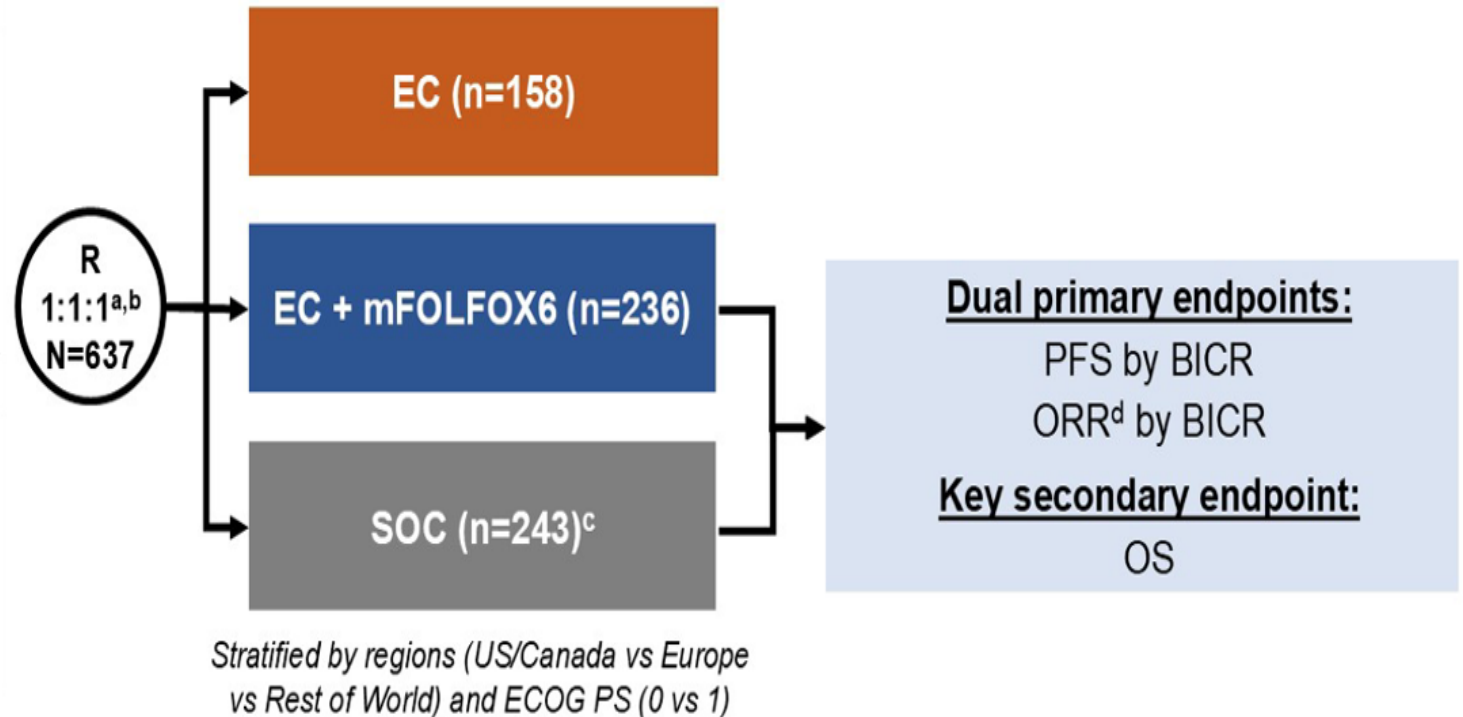 EC (n=158)
R
1:1:1ᵃ,ᵇ
N=637
EC + mFOLFOX6 (n=236)
SOC (n=243)ᶜ
Stratified by regions (US/Canada vs Europe
vs Rest of World) and ECOG PS (0 vs 1)
Dual primary endpoints:
PFS by BICR
ORRᵈ by BICR
Key secondary endpoint:
OS